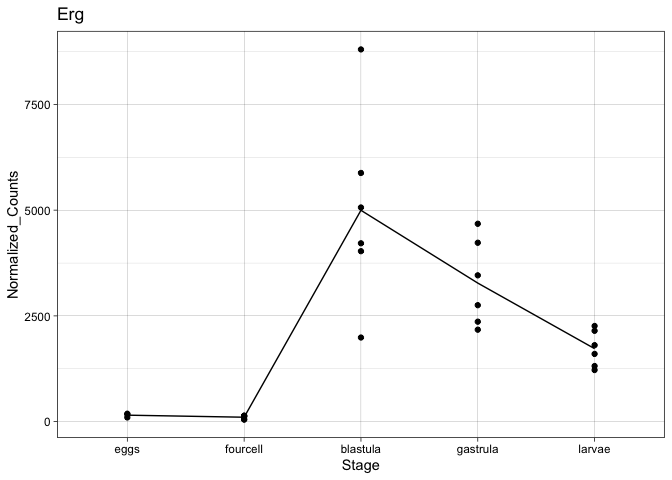 Erg
Normalized_Counts
7500
5000
2500
0
eggs fourcell blastula gastrula larvae
Stage